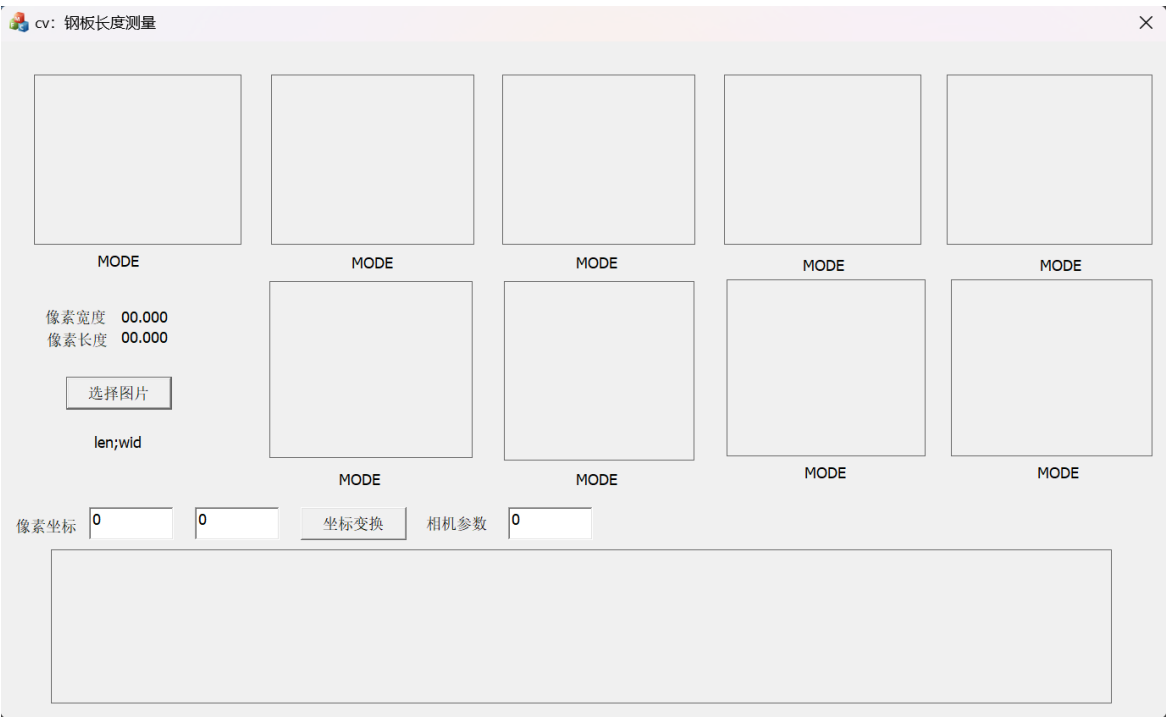 cv：钢板长度测量
MODE
MODE
MODE
MODE
MODE
像素宽度 00.000
像素长度 00.000
选择图片
len;wid
MODE
MODE
MODE
MODE
像素坐标 0 0 坐标变换 相机参数 0